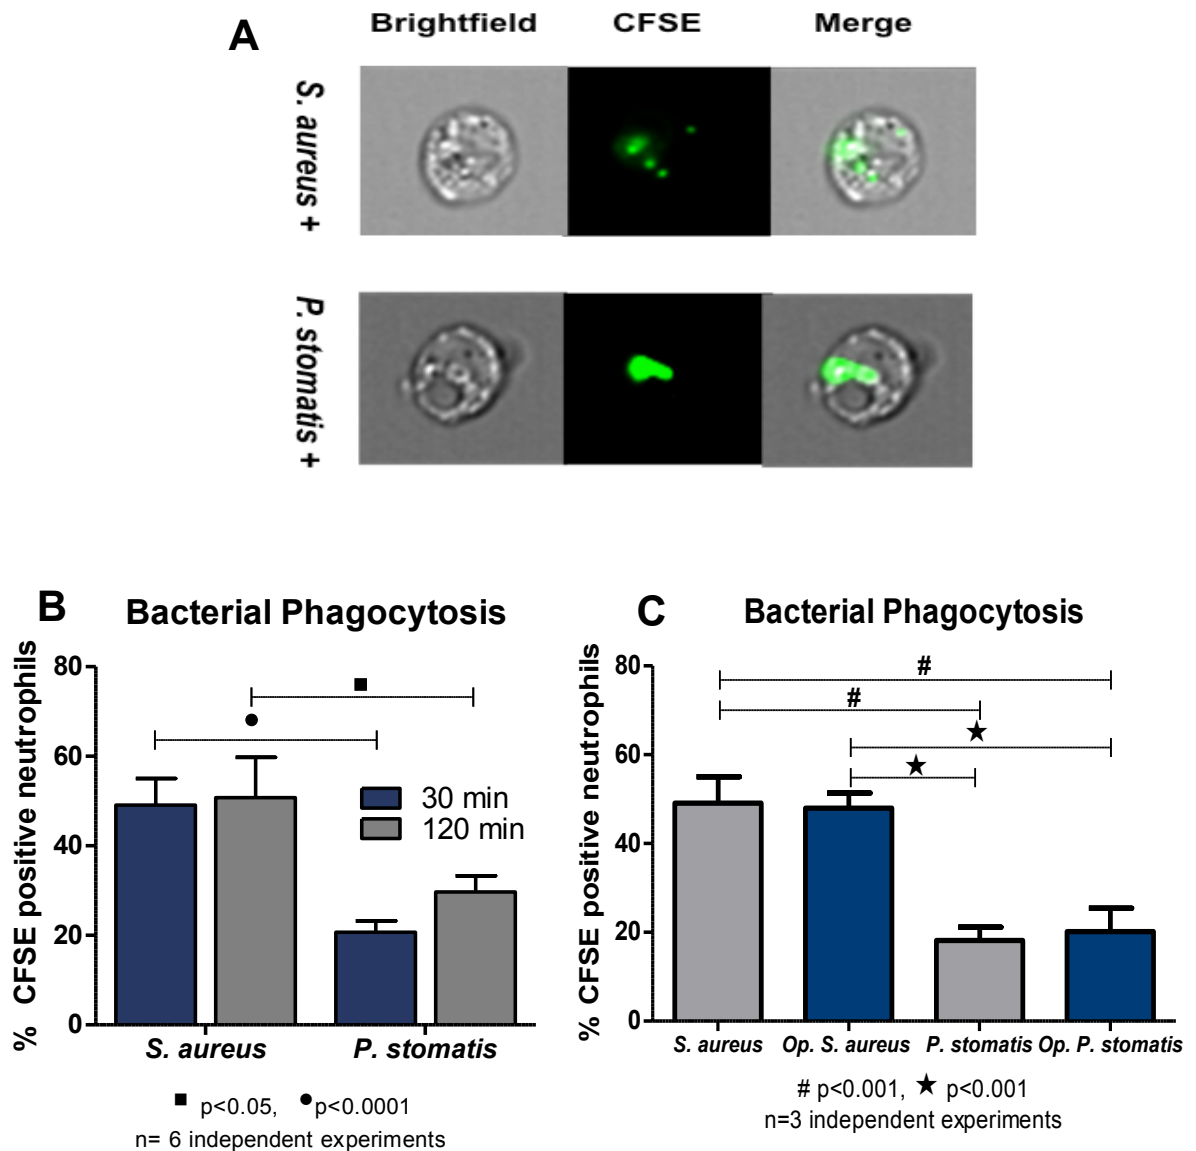 A
Brightfield CFSE Merge
S. aureus +
P. stomatis +
B
Bacterial Phagocytosis
% CFSE positive neutrophils
80
60
40
20
0
30 min
120 min
S. aureus P. stomatis
■ p<0.05, ●p<0.0001
n= 6 independent experiments
C
Bacterial Phagocytosis
% CFSE positive neutrophils
80
60
40
20
0
#
#
★
★
S. aureus Op. S. aureus P. stomatis Op. P. stomatis
# p<0.001, ★ p<0.001
n=3 independent experiments